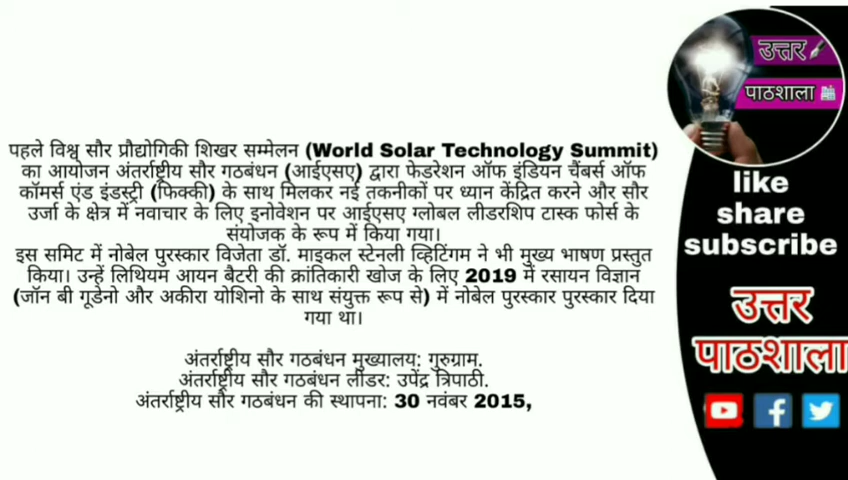 पहले विश्व सौर प्रौद्योगिकी शिखर सम्मेलन (World Solar Technology Summit)
का आयोजन अंतर्राष्ट्रीय सौर गठबंधन (आईएसए) द्वारा फेडरेशन ऑफ इंडियन चैंबर्स ऑफ
कॉमर्स एंड इंडस्ट्री (फिक्की) के साथ मिलकर नई तकनीकों पर ध्यान केंद्रित करने और सौर
उर्जा के क्षेत्र में नवाचार के लिए इनोवेशन पर आईएसए ग्लोबल लीडरशिप टास्क फोर्स के
संयोजक के रूप में किया गया।
इस समिट में नोबेल पुरस्कार विजेता डॉ. माइकल स्टेनली व्हिटिंगम ने भी मुख्य भाषण प्रस्तुत
किया। उन्हें लिथियम आयन बैटरी की क्रांतिकारी खोज के लिए 2019 में रसायन विज्ञान
(जॉन बी गूडेनो और अकीरा योशिनो के साथ संयुक्त रूप से) में नोबेल पुरस्कार पुरस्कार दिया
गया था।
अंतर्राष्ट्रीय सौर गठबंधन मुख्यालय: गुरुग्राम.
अंतर्राष्ट्रीय सौर गठबंधन लीडर: उपेंद्र त्रिपाठी.
अंतर्राष्ट्रीय सौर गठबंधन की स्थापना: 30 नवंबर 2015,
उत्तर
पाठशाला
like
share
subscribe
उत्तर
पाठशाला